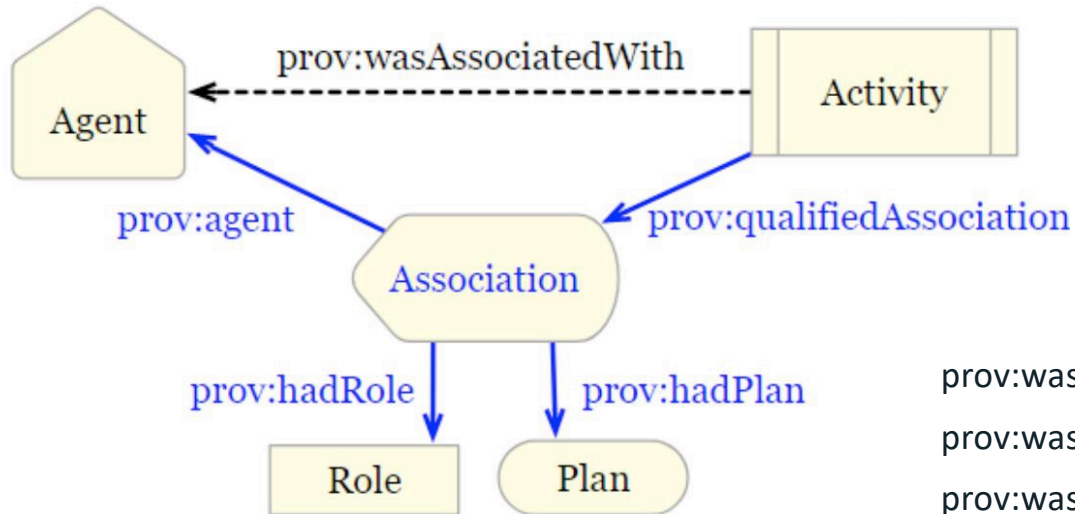 prov:wasAssociatedWith
Agent
Activity
prov:agent
prov:qualifiedAssociation
Association
prov:hadRole
prov:hadPlan
Role
Plan
prov:was
prov:was
prov:was